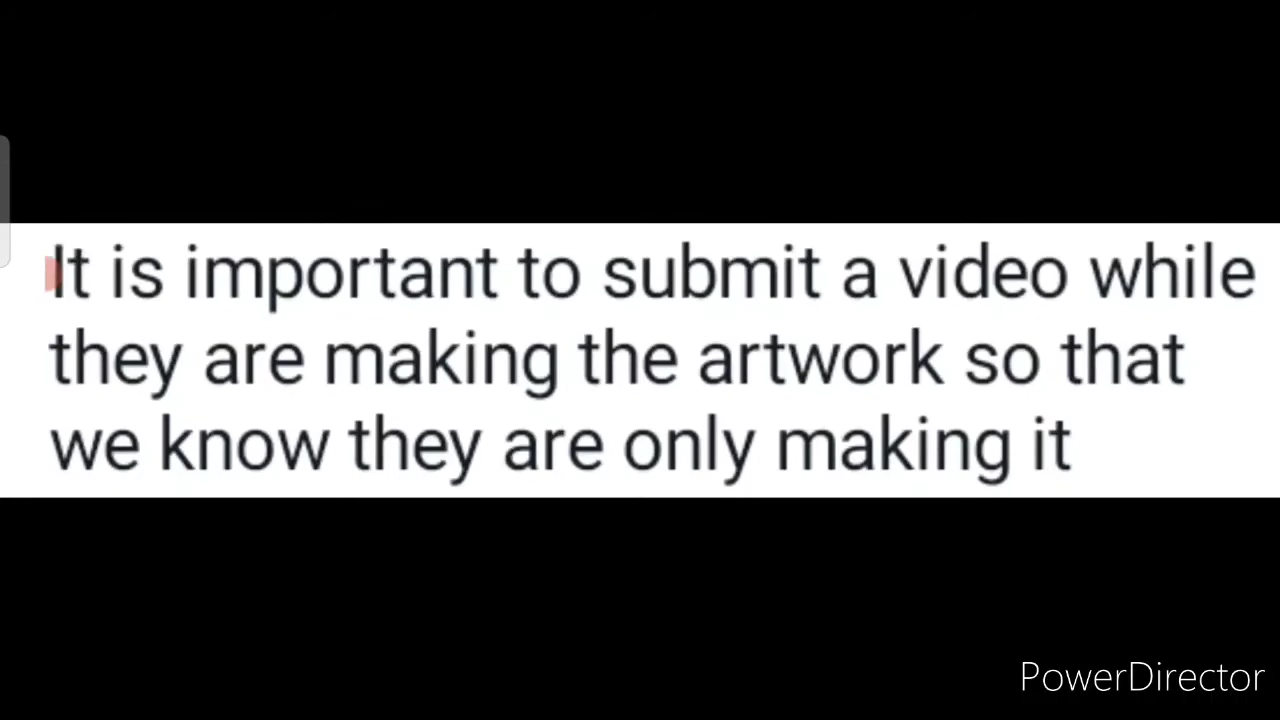 It is important to submit a video while
they are making the artwork so that
we know they are only making it
PowerDirector